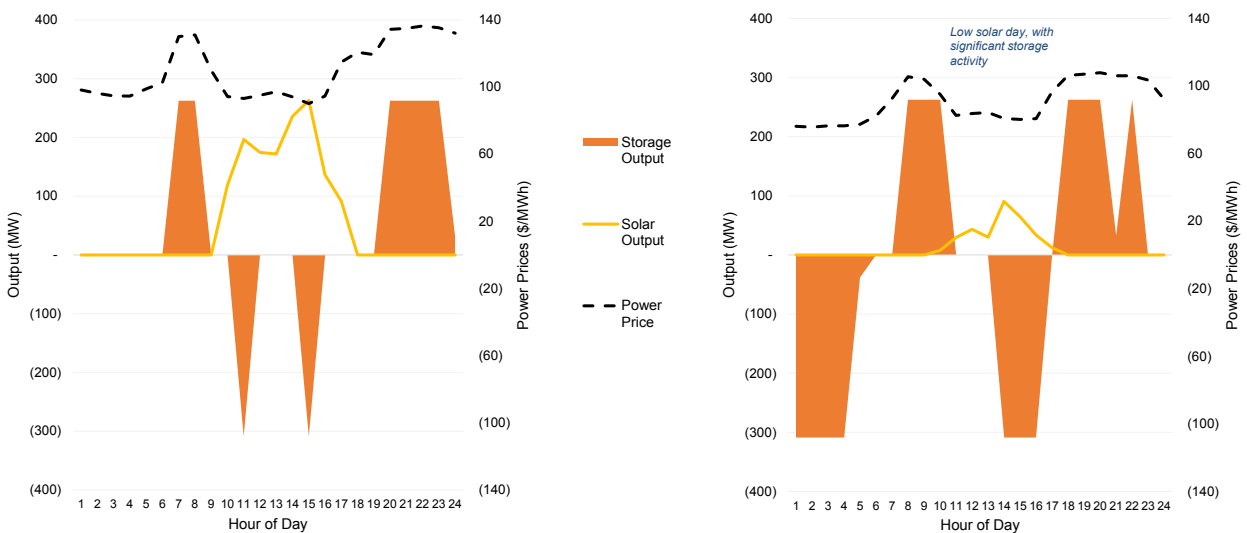 400
300
200
100
-
(100)
(200)
(300)
(400)
Output (MW)
140
100
60
20
(20)
(60)
(100)
(140)
Power Prices ($/MWh)
1 2 3 4 5 6 7 8 9 10 11 12 13 14 15 16 17 18 19 20 21 22 23 24
Hour of Day
Storage
Output
Solar
Output
Power
Price
400
300
200
100
-
(100)
(200)
(300)
(400)
Output (MW)
Low solar day, with
significant storage
activity
140
100
60
20
(20)
(60)
(100)
(140)
Power Prices ($/MWh)
1 2 3 4 5 6 7 8 9 10 11 12 13 14 15 16 17 18 19 20 21 22 23 24
Hour of Day